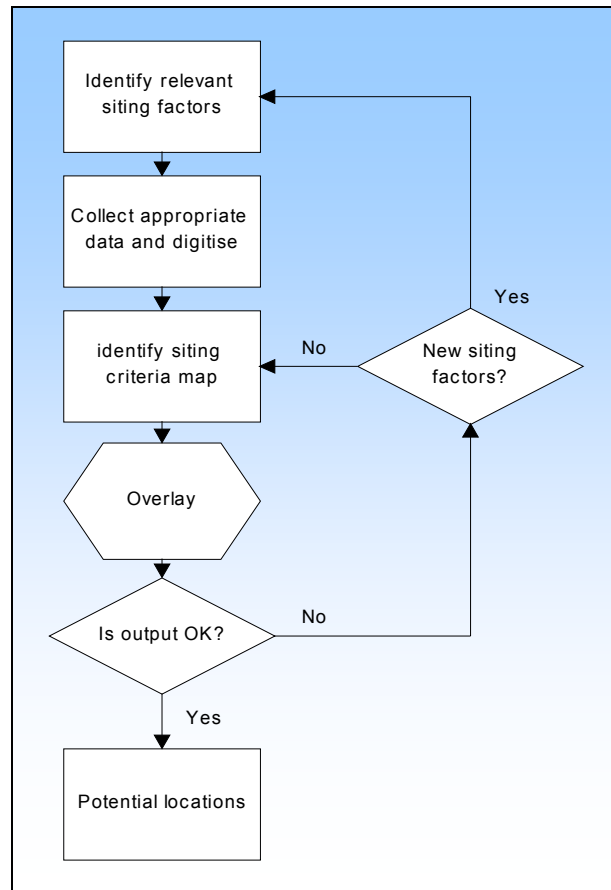 Identify relevant
siting factors
Collect appropriate
data and digitise
Yes
No
identify siting
criteria map
New siting
factors?
Overlay
Is output OK?
No
Yes
Potential locations